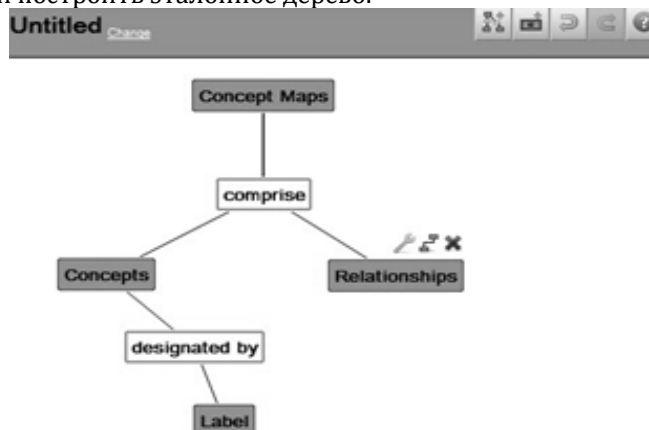 построить эталонное дерево.
Untitled Change
Concept Maps
comprise
Concepts
Relationships
designated by
Label